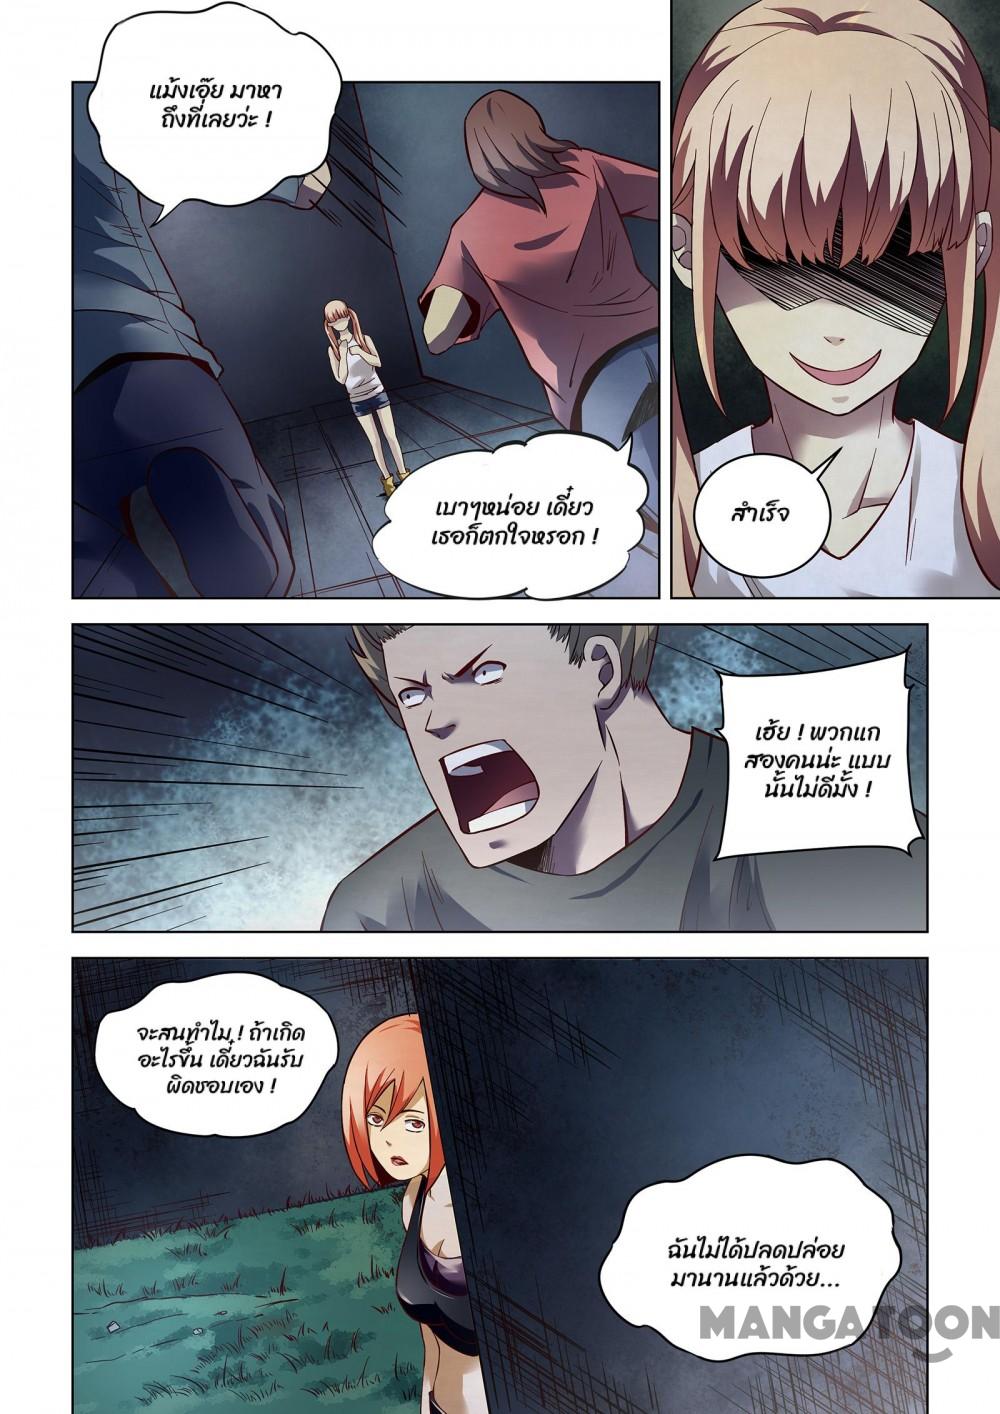 แม้งเอ๊ย มาหา
ถึงที่เลยว่ะ !
เบาๆหน่อย เดี๋ยว
เธอก็ตกใจหรอก !
สำเร็จ
เฮ้ย ! พวกแก
สองคนน่ะ แบบ
นั้นไม่ดีมั้ง !
จะสนทำไม ! ถ้าเกิด
อะไรขึ้น เดี๋ยวฉันรับ
ผิดชอบเอง !
ฉันไม่ได้ปลดปล่อย
มานานแล้วด้วย...
MANGATOON